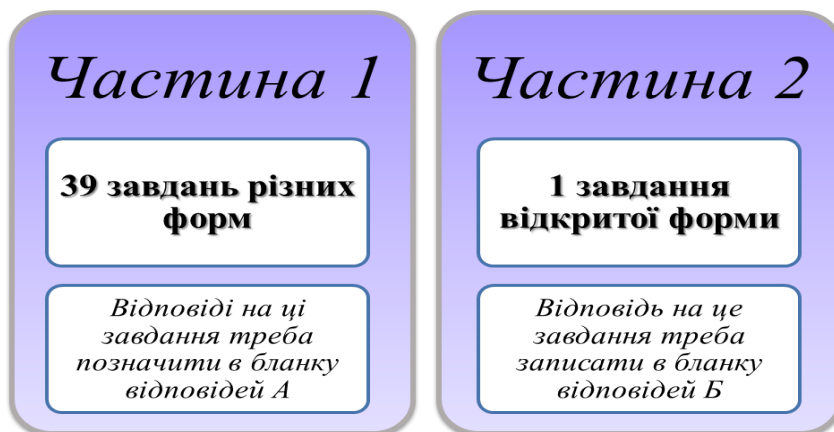 Частина 1
39 завдань різних
форм
Відповіді на ці
завдання треба
позначити в бланку
відповідей А
Частина 2
1 завдання
відкритої форми
Відповідь на це
завдання треба
записати в бланку
відповідей Б